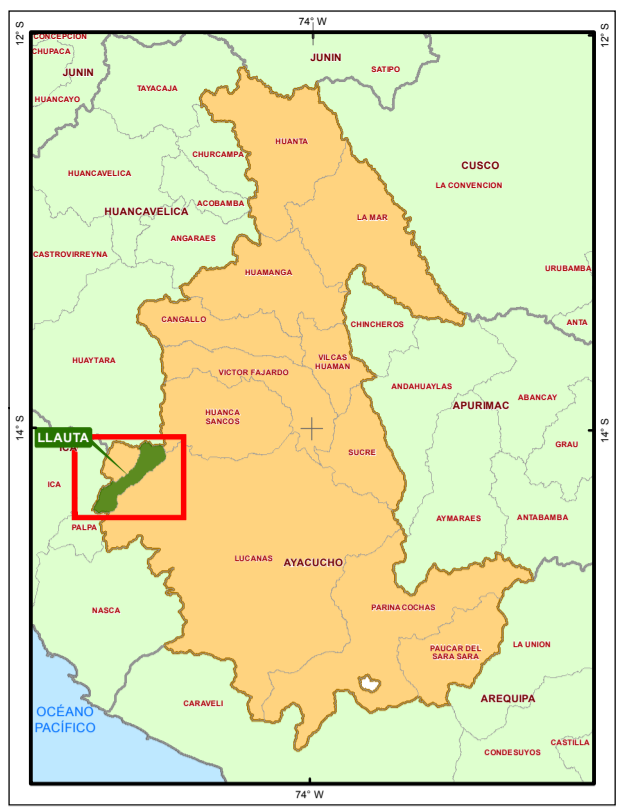 74° W
12° S
12° S
CONCEPCION
CHUPACA
JUNIN
JUNIN
SATIPO
TAYACAJA
HUANCAYO
HUANTA
CHURCAMPA
CUSCO
HUANCAVELICA
LA CONVENCION
ACOBAMBA
HUANCAVELICA
LA MAR
ANGARAES
CASTROVIRREYNA
URUBAMBA
HUAMANGA
CANGALLO
CHINCHEROS
ANTA
HUAYTARA
VILCAS
HUAMAN
VICTOR FAJARDO
ANDAHUAYLAS
ABANCAY
APURIMAC
HUANCA
SANCOS
14° S
14° S
LLAUTA
ICA
GRAU
SUCRE
ICA
PALPA
AYMARAES
ANTABAMBA
LUCANAS
AYACUCHO
NASCA
PARINACOCHAS
PAUCAR DEL
SARA SARA
LA UNION
CARAVELI
AREQUIPA
OCÉANO
PACÍFICO
CASTILLA
CONDESUYOS
74° W